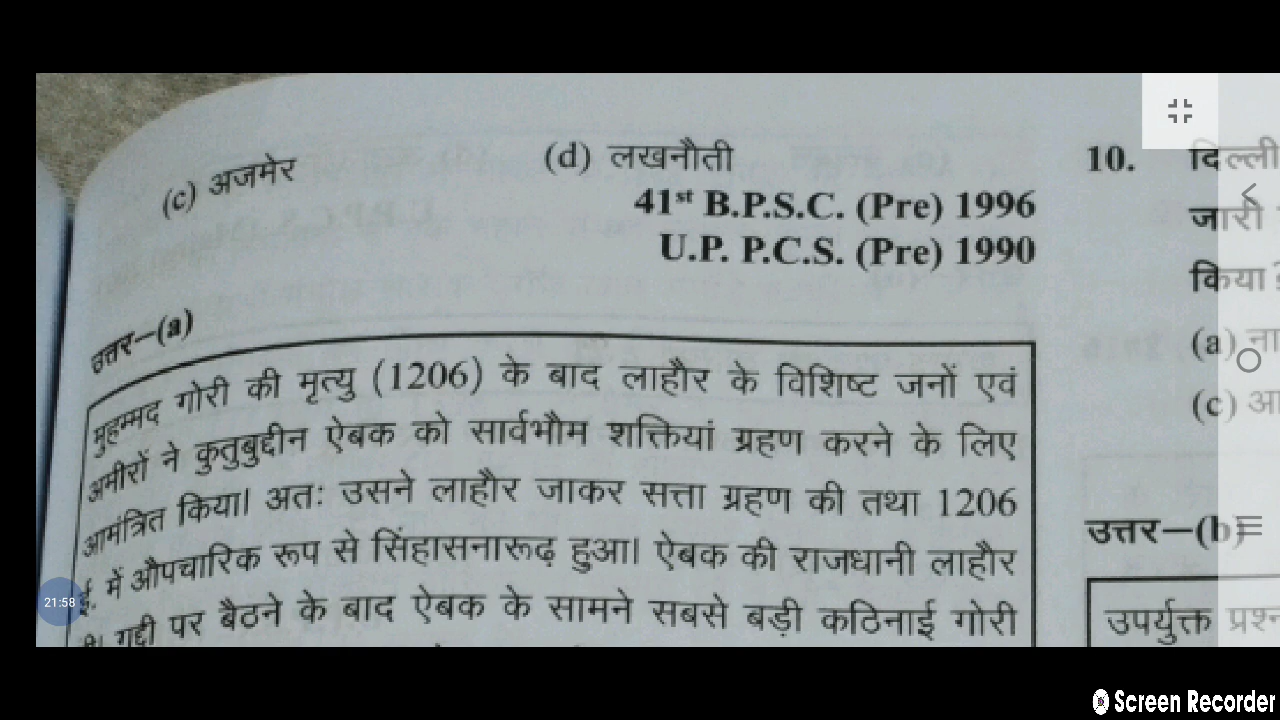 (c) अजमेर (d) लखनौती
41st B.P.S.C. (Pre) 1996
U.P. P.C.S. (Pre) 1990
उत्तर–(a)
मुहम्मद गोरी की मृत्यु (1206) के बाद लाहौर के विशिष्ट जनों एवं
अमीरों ने कुतुबुद्दीन ऐबक को सार्वभौम शक्तियां ग्रहण करने के लिए
आमंत्रित किया। अतः उसने लाहौर जाकर सत्ता ग्रहण की तथा 1206
ई. में औपचारिक रूप से सिंहासनारूढ़ हुआ। ऐबक की राजधानी लाहौर
थी। गद्दी पर बैठने के बाद ऐबक के सामने सबसे बड़ी कठिनाई गोरी
10. दिल्ली
जारी
किया?
(a) ना
(c) आ
उत्तर–(b)
उपर्युक्त प्रश्न
21:58
Screen Recorder